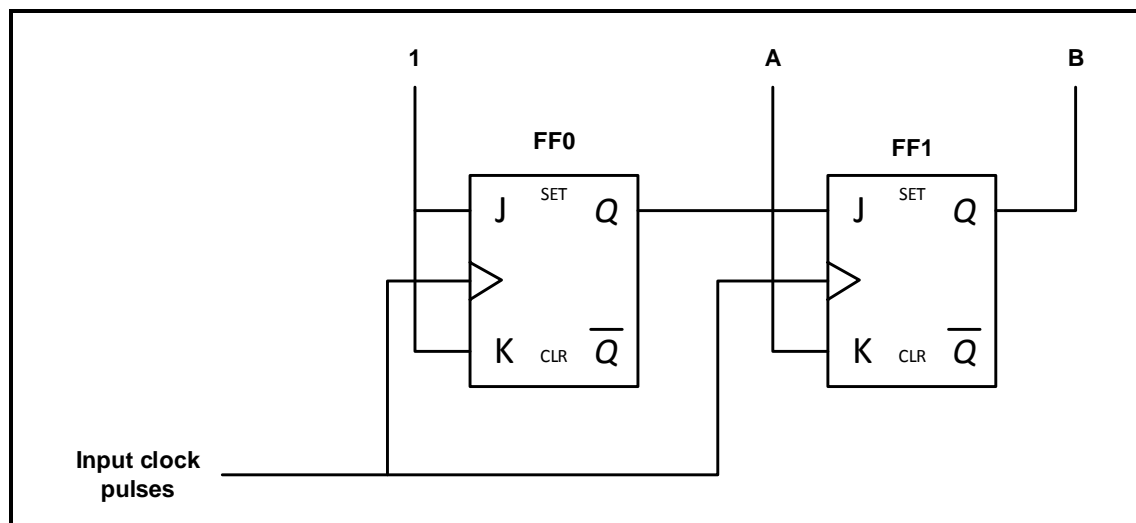 1
A
B
FF0
FF1
J
SET
Q
J
SET
Q
K
CLR
Q̅
K
CLR
Q̅
Input clock
pulses